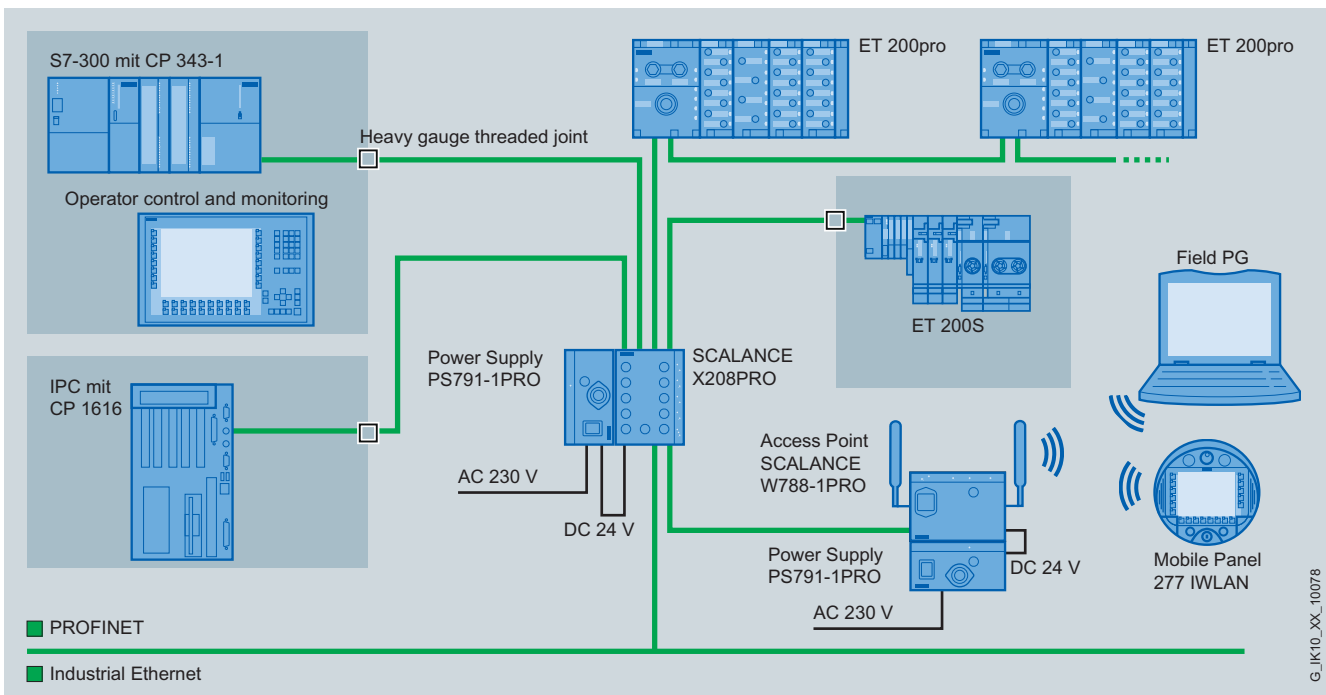 S7-300 mit CP 343-1
ET 200pro
ET 200pro
Heavy gauge threaded joint
Operator control and monitoring
Field PG
ET 200S
Power Supply
PS791-1PRO
SCALANCE
X208PRO
IPC mit
CP 1616
Access Point
SCALANCE
W788-1PRO
AC 230 V
DC 24 V
Power Supply
PS791-1PRO
DC 24 V
Mobile Panel
277 IWLAN
AC 230 V
PROFINET
Industrial Ethernet
G_IK10_XX_10078